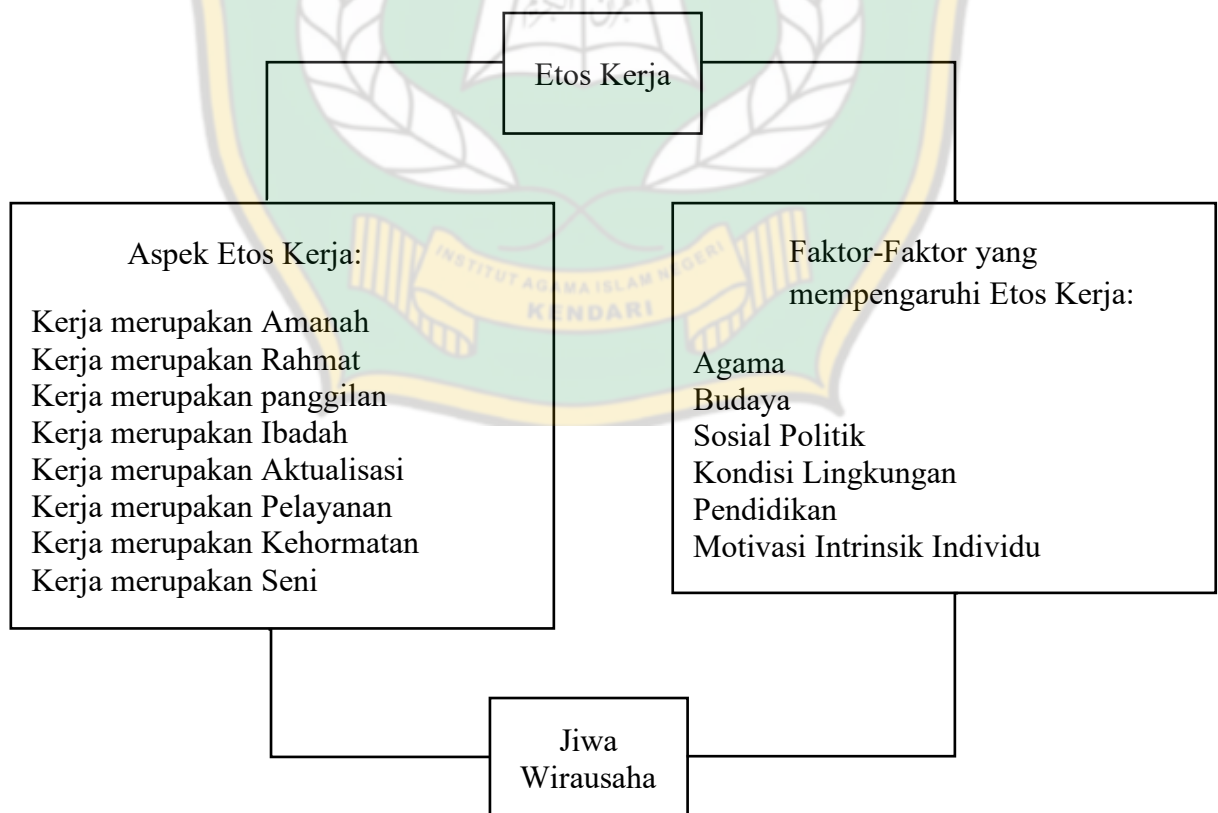 Etos Kerja
Aspek Etos Kerja:
Kerja merupakan Amanah
Kerja merupakan Rahmat
Kerja merupakan panggilan
Kerja merupakan Ibadah
Kerja merupakan Aktualisasi
Kerja merupakan Pelayanan
Kerja merupakan Kehormatan
Kerja merupakan Seni
Faktor-Faktor yang
mempengaruhi Etos Kerja:
Agama
Budaya
Sosial Politik
Kondisi Lingkungan
Pendidikan
Motivasi Intrinsik Individu
INSTITUT AGAMA ISLAM NEGERI
KENDARI
Jiwa
Wirausaha